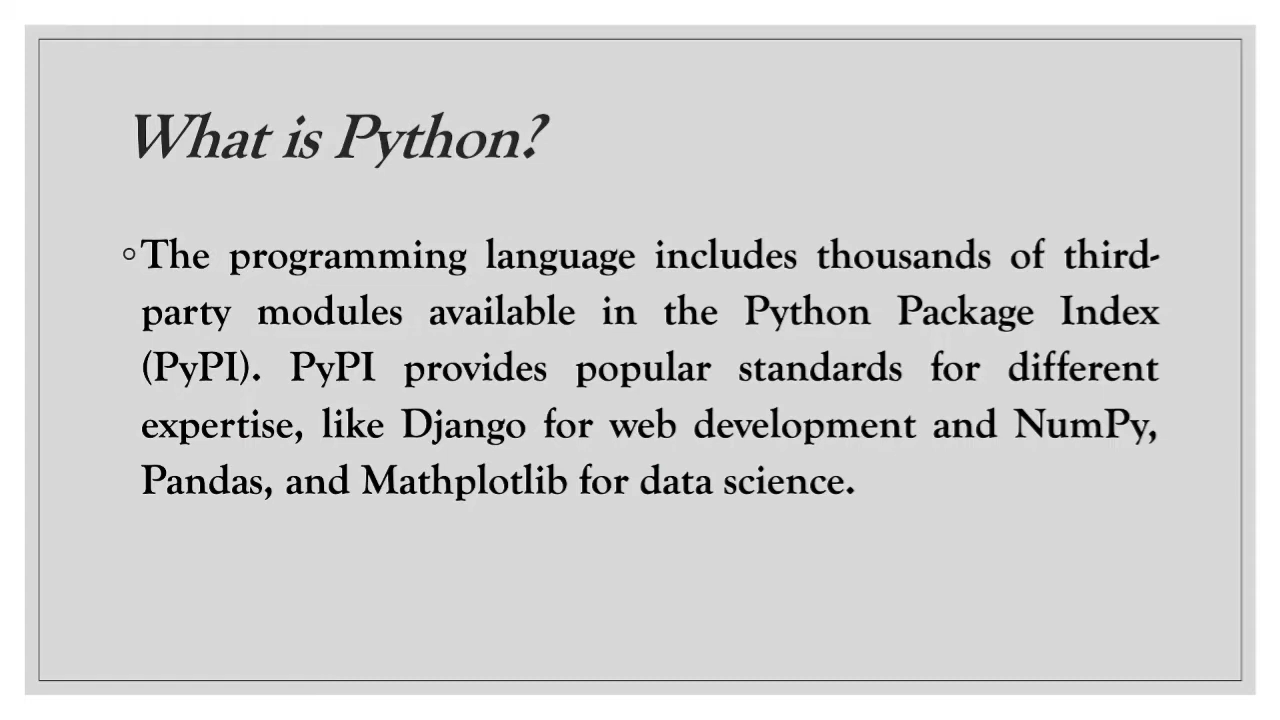 What is Python?
◦The programming language includes thousands of third-
party modules available in the Python Package Index
(PyPI). PyPI provides popular standards for different
expertise, like Django for web development and NumPy,
Pandas, and Mathplotlib for data science.